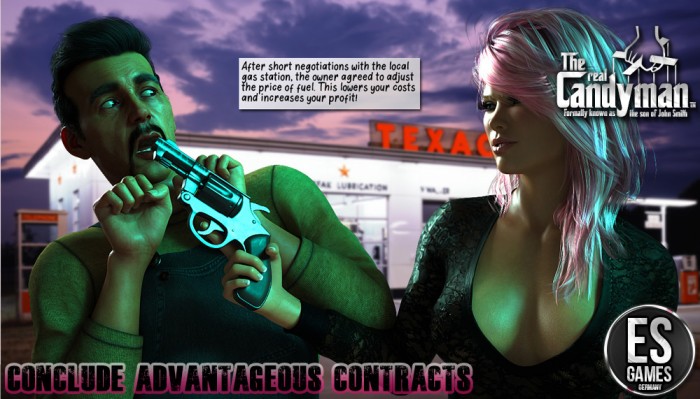 After short negotiations with the local
gas station, the owner agreed to adjust
the price of fuel. This lowers your costs
and increases your profit!
The
real
Candyman
Formally known as the son of John Smith
TEXAC
LUBRICATION
CONCLUDE ADVANTAGEOUS CONTRACTS
ES
GAMES
GERMANY